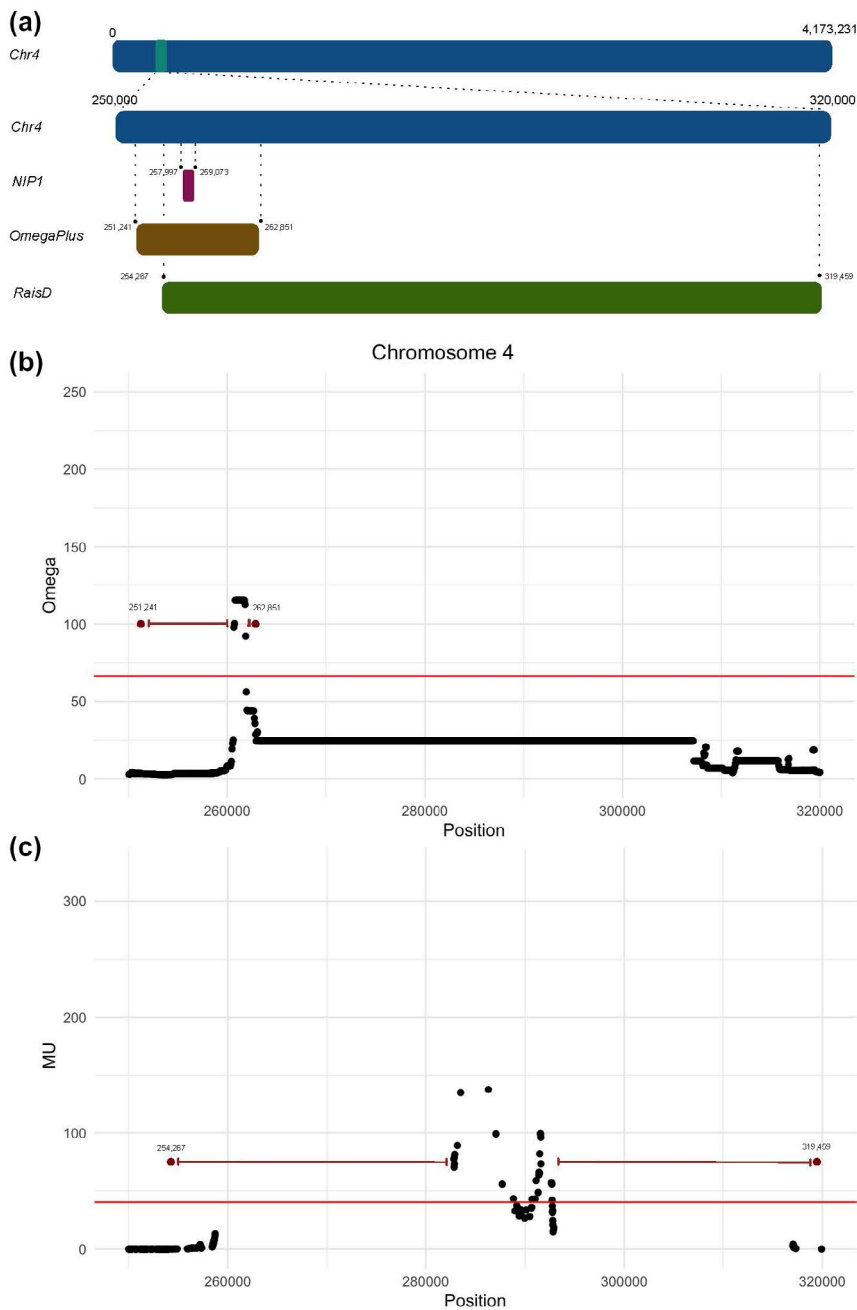 (a)
0 4,173,231
Chr4
250,000 320,000
Chr4
257,997 259,073
NIP1
251,241 262,851
OmegaPlus
254,267 319,459
RaisD
(b)
Chromosome 4
250
200
150
251,241 262,851
100
50
0
Omega
260000 280000 300000 320000
Position
(c)
300
200
100
254,267 319,459
0
MU
260000 280000 300000 320000
Position